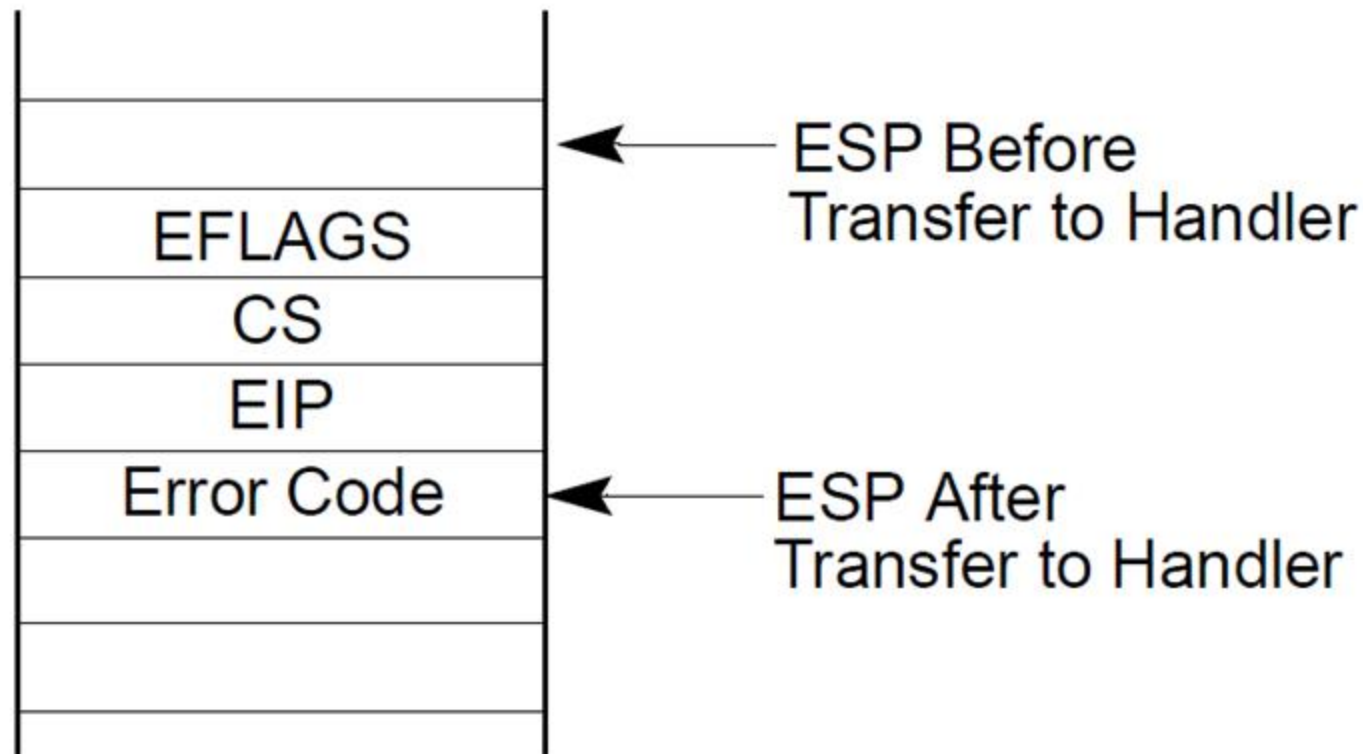 ESP Before
Transfer to Handler
EFLAGS
CS
EIP
Error Code
ESP After
Transfer to Handler